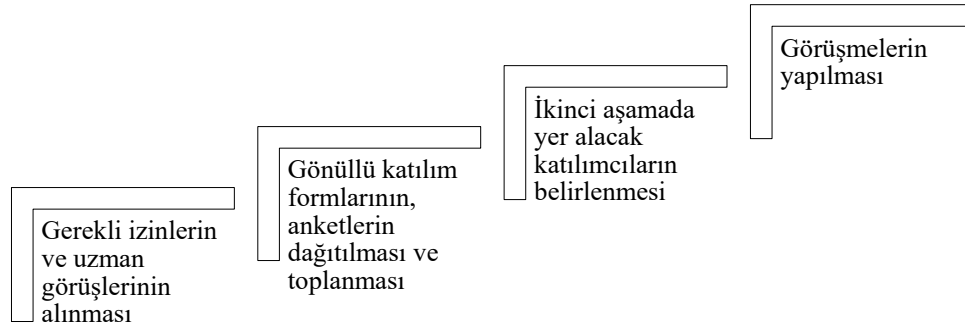 Gerekli izinlerin
ve uzman
görüşlerinin
alınması
Gönüllü katılım
formlarının,
anketlerin
dağıtılması ve
toplanması
İkinci aşamada
yer alacak
katılımcıların
belirlenmesi
Görüşmelerin
yapılması